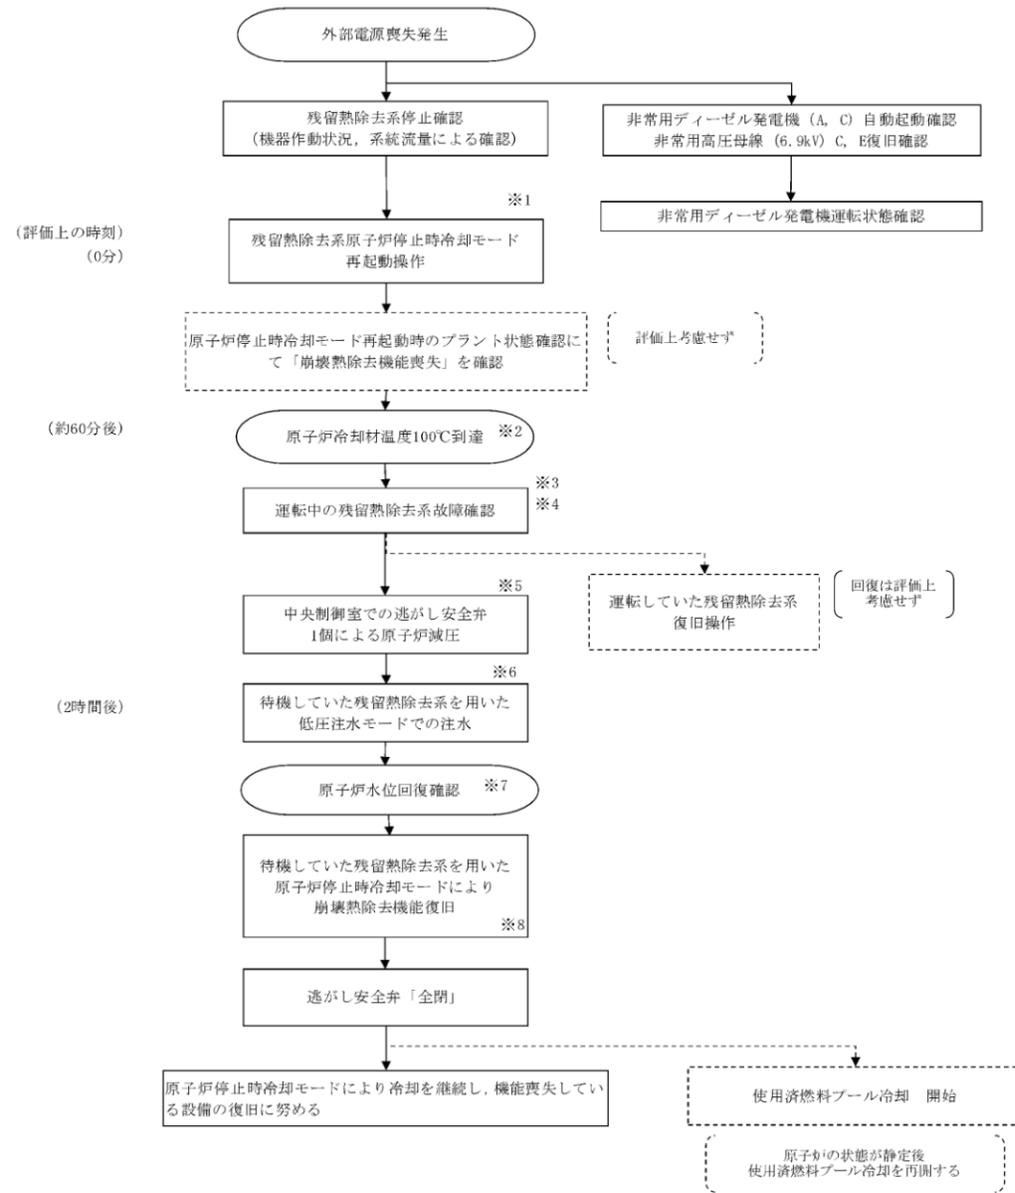 外部電源喪失発生
残留熱除去系停止確認
(機器作動状況，系統流量による確認)
非常用ディーゼル発電機 (A, C) 自動起動確認
非常用高圧母線 (6.9kV) C, E復旧確認
非常用ディーゼル発電機運転状態確認
※1
(評価上の時刻)
(0分)
残留熱除去系原子炉停止時冷却モード
再起動操作
原子炉停止時冷却モード再起動時のプラント状態確認に
て「崩壊熱除去機能喪失」を確認
評価上考慮せず
(約60分後)
原子炉冷却材温度100℃到達
※2
※3
※4
運転中の残留熱除去系故障確認
※5
中央制御室での逃がし安全弁
1個による原子炉減圧
運転していた残留熱除去系
復旧操作
回復は評価上
考慮せず
※6
(2時間後)
待機していた残留熱除去系を用いた
低圧注水モードでの注水
原子炉水位回復確認
※7
待機していた残留熱除去系を用いた
原子炉停止時冷却モードにより
崩壊熱除去機能復旧
※8
逃がし安全弁「全閉」
原子炉停止時冷却モードにより冷却を継続し，機能喪失してい
る設備の復旧に努める
使用済燃料プール冷却　開始
原子炉の状態が静定後
使用済燃料プール冷却を再開する